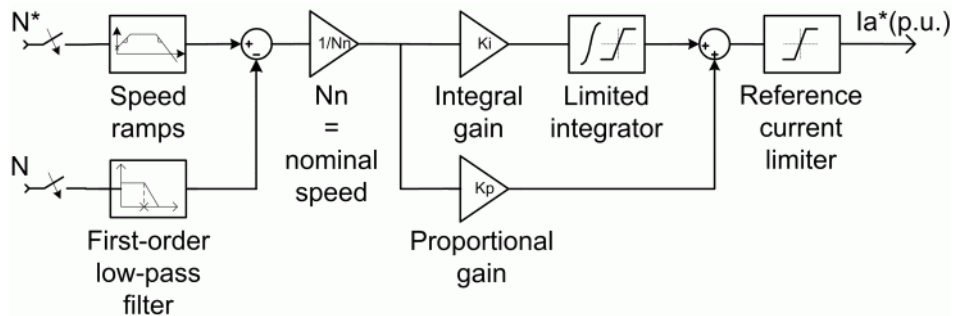 N*
Ia*(p.u.)
1/Nn
Ki
Speed
ramps
Nn
=
nominal
speed
Integral
gain
Limited
integrator
Reference
current
limiter
N
Kp
First-order
low-pass
filter
Proportional
gain